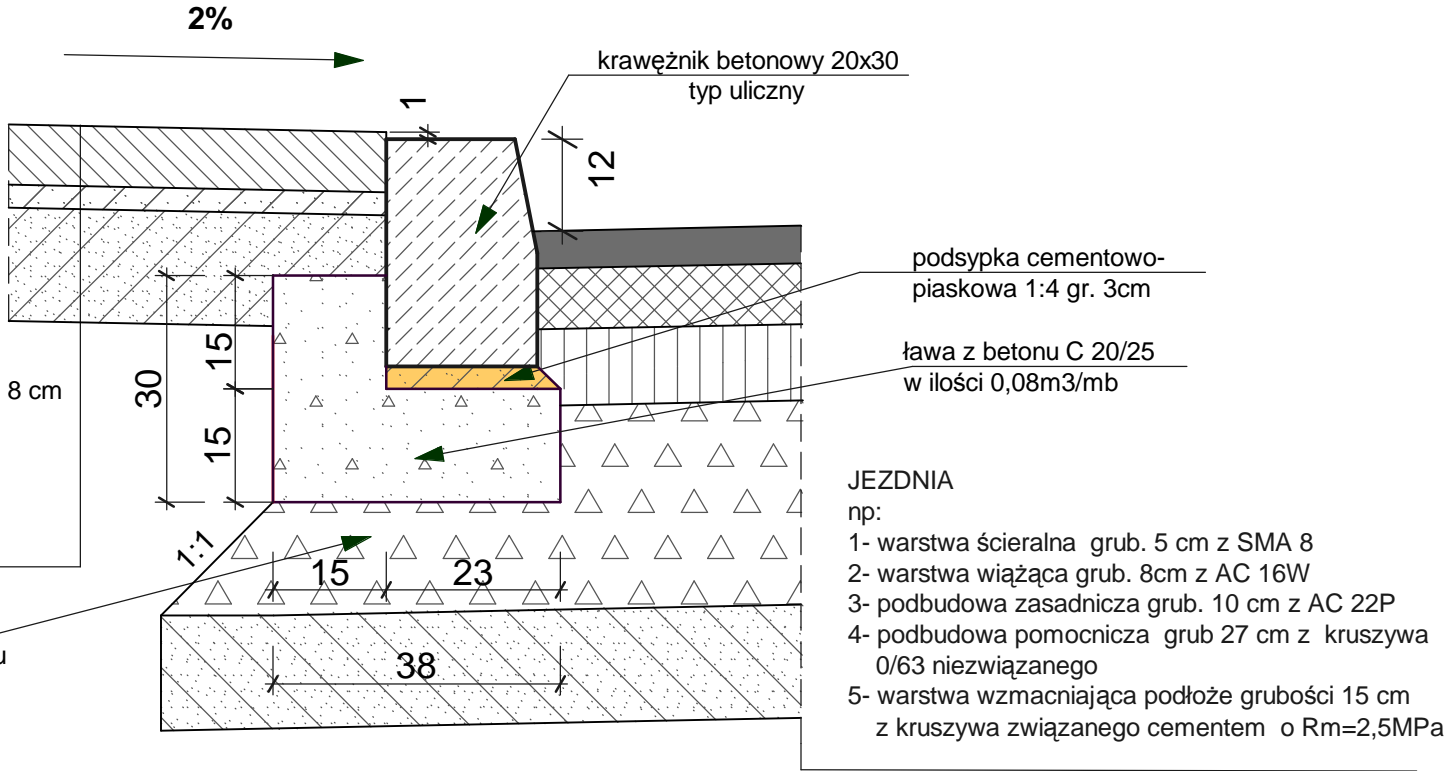 2%
krawężnik betonowy 20x30
typ uliczny
1
12
podsypka cementowo-
piaskowa 1:4 gr. 3cm
ława z betonu C 20/25
w ilości 0,08m3/mb
8 cm
30
15
15
1:1
15
23
38
u
JEZDNIA
np:
1- warstwa ścieralna grub. 5 cm z SMA 8
2- warstwa wiążąca grub. 8cm z AC 16W
3- podbudowa zasadnicza grub. 10 cm z AC 22P
4- podbudowa pomocnicza grub 27 cm z kruszywa
0/63 niezwiązanego
5- warstwa wzmacniająca podłoże grubości 15 cm
z kruszywa związanego cementem o Rm=2,5MPa